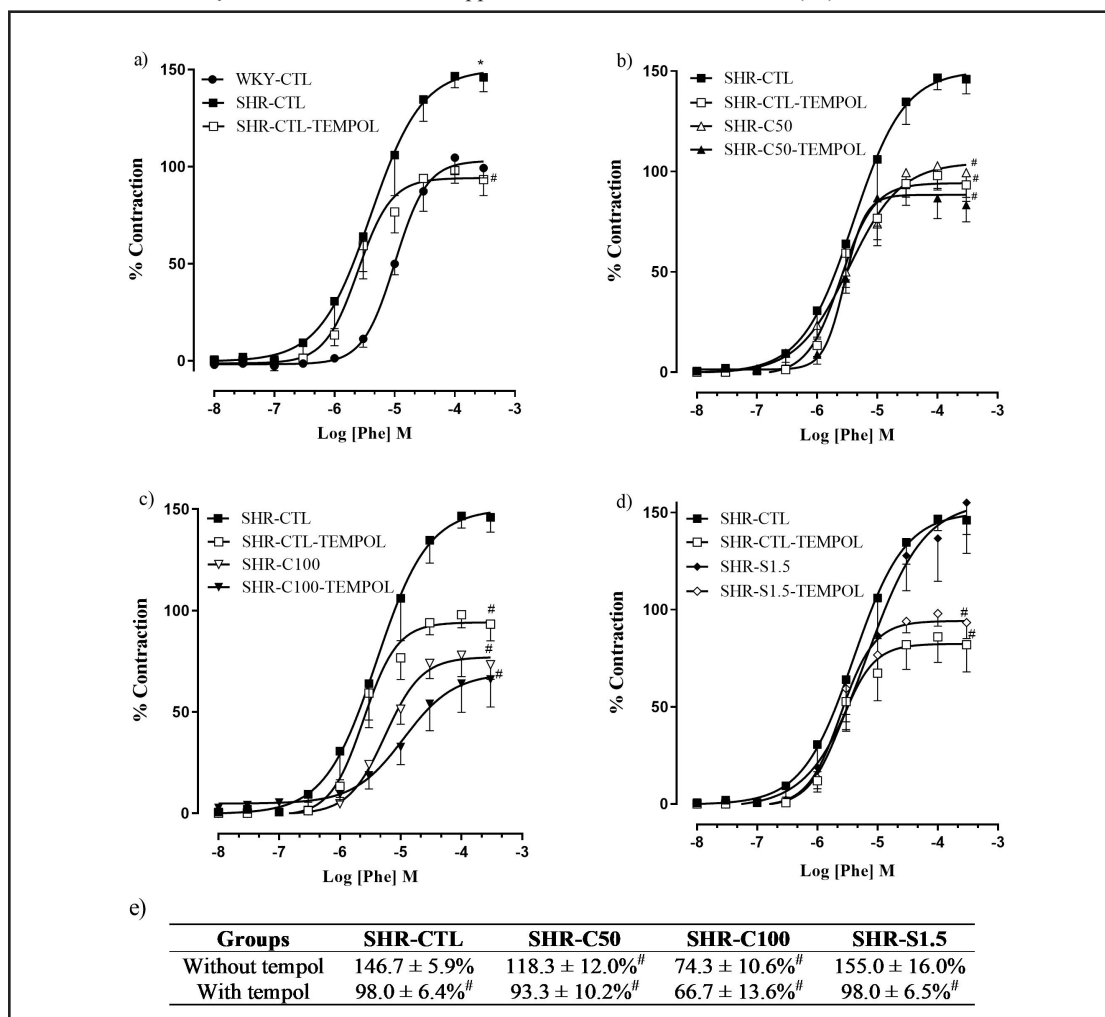 a)
WKY-CTL
SHR-CTL
SHR-CTL-TEMPOL
150
100
50
0
% Contraction
*
#
-8 -7 -6 -5 -4 -3
Log [Phe] M
b)
SHR-CTL
SHR-CTL-TEMPOL
SHR-C50
SHR-C50-TEMPOL
150
100
50
0
% Contraction
#
#
#
-8 -7 -6 -5 -4 -3
Log [Phe] M
c)
SHR-CTL
SHR-CTL-TEMPOL
SHR-C100
SHR-C100-TEMPOL
150
100
50
0
% Contraction
#
#
#
-8 -7 -6 -5 -4 -3
Log [Phe] M
d)
SHR-CTL
SHR-CTL-TEMPOL
SHR-S1.5
SHR-S1.5-TEMPOL
150
100
50
0
% Contraction
#
#
-8 -7 -6 -5 -4 -3
Log [Phe] M
e)
Groups SHR-CTL SHR-C50 SHR-C100 SHR-S1.5
Without tempol 146.7 ± 5.9% 118.3 ± 12.0%# 74.3 ± 10.6%# 155.0 ± 16.0%
With tempol 98.0 ± 6.4%# 93.3 ± 10.2%# 66.7 ± 13.6%# 98.0 ± 6.5%#